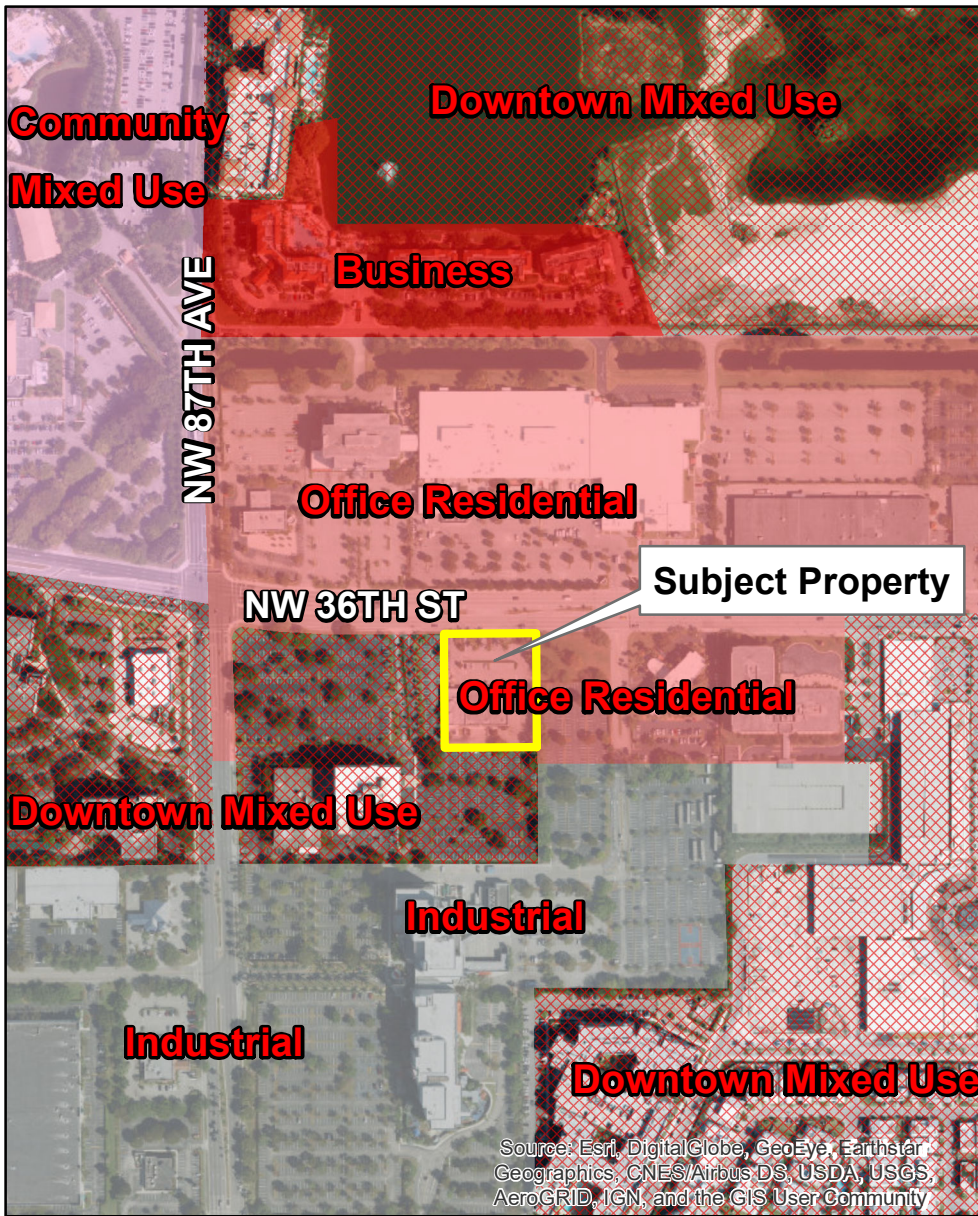 Downtown Mixed Use
Community
Mixed Use
Business
NW 87TH AVE
Office Residential
Subject Property
NW 36TH ST
Office Residential
Downtown Mixed Use
Industrial
Industrial
Downtown Mixed Use
Source: Esri, DigitalGlobe, GeoEye, Earthstar
Geographics, CNES/Airbus DS, USDA, USGS,
AeroGRID, IGN, and the GIS User Community